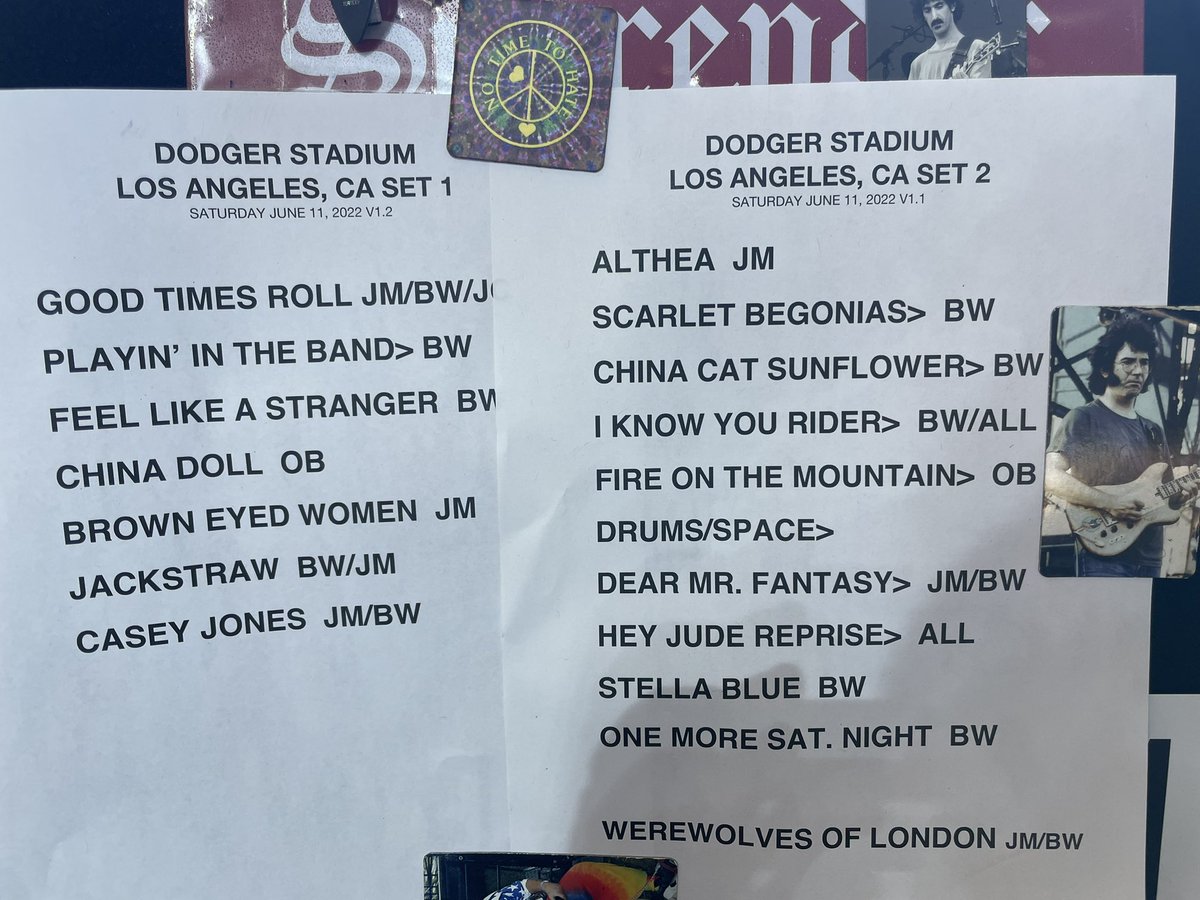 NO TIME TO HATE
DODGER STADIUM
LOS ANGELES, CA SET 1
SATURDAY JUNE 11, 2022 V1.2
GOOD TIMES ROLL JM/BW/
PLAYIN' IN THE BAND> BW
FEEL LIKE A STRANGER BW
CHINA DOLL OB
BROWN EYED WOMEN JM
JACKSTRAW BW/JM
CASEY JONES JM/BW
DODGER STADIUM
LOS ANGELES, CA SET 2
SATURDAY JUNE 11, 2022 V1.1
ALTHEA JM
SCARLET BEGONIAS> BW
CHINA CAT SUNFLOWER> BW
I KNOW YOU RIDER> BW/ALL
FIRE ON THE MOUNTAIN> OB
DRUMS/SPACE>
DEAR MR. FANTASY> JM/BW
HEY JUDE REPRISE> ALL
STELLA BLUE BW
ONE MORE SAT. NIGHT BW
WEREWOLVES OF LONDON JM/BW